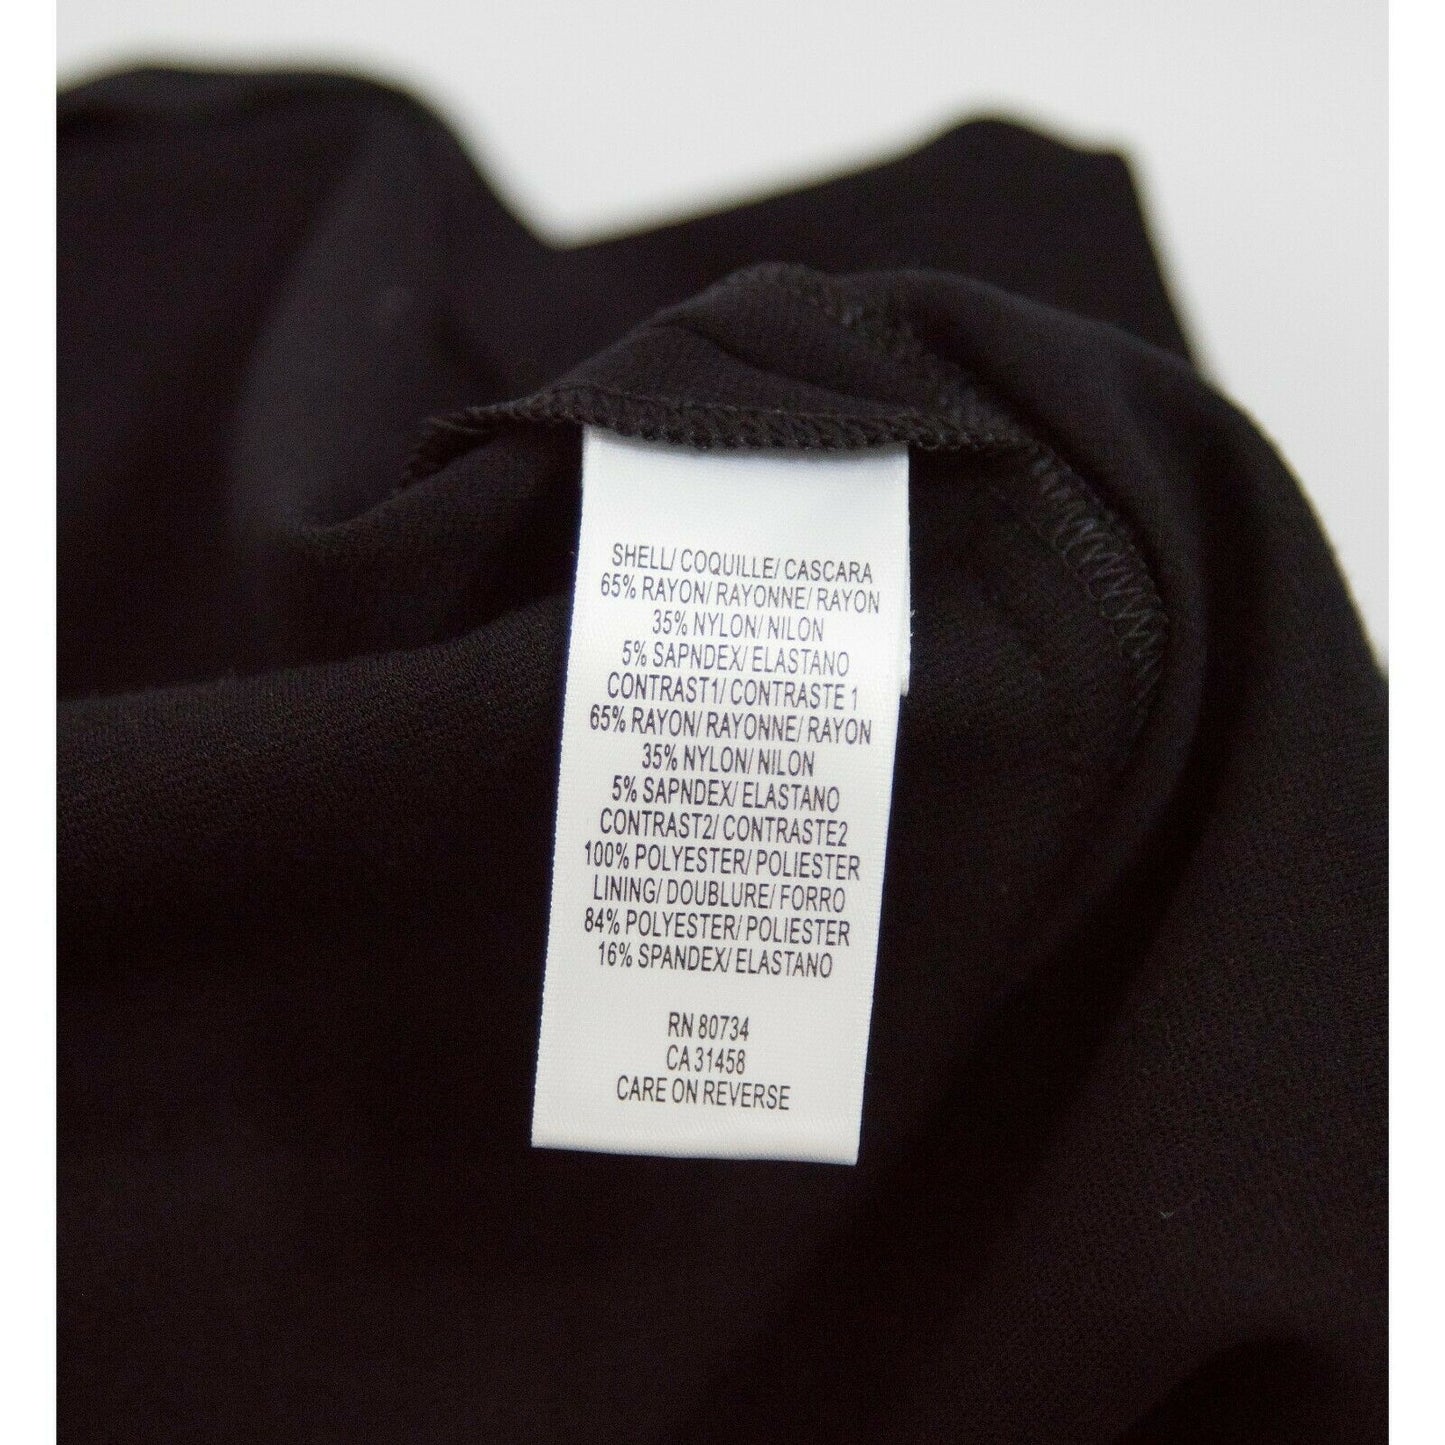 SHELL/ COQUILLE/ CASCARA
65% RAYON/ RAYONNE/ RAYON
35% NYLON/ NILON
5% SAPNDEX/ ELASTANO
CONTRAST1/ CONTRASTE 1
65% RAYON/ RAYONNE/ RAYON
35% NYLON/ NILON
5% SAPNDEX/ ELASTANO
CONTRAST2/ CONTRASTE2
100% POLYESTER/ POLIESTER
LINING/ DOUBLURE/ FORRO
84% POLYESTER/ POLIESTER
16% SPANDEX/ ELASTANO
RN 80734
CA 31458
CARE ON REVERSE